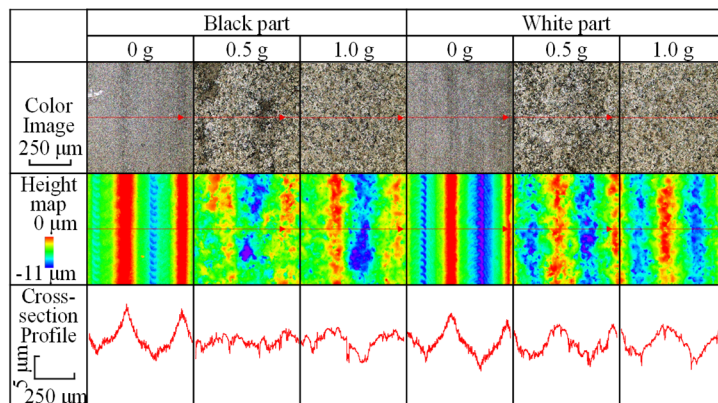 Black part
White part
0 g
0.5 g
1.0 g
0 g
0.5 g
1.0 g
Color
Image
250 μm
Height
map
0 μm
-11 μm
Cross-
section
Profile
5 μm
250 μm